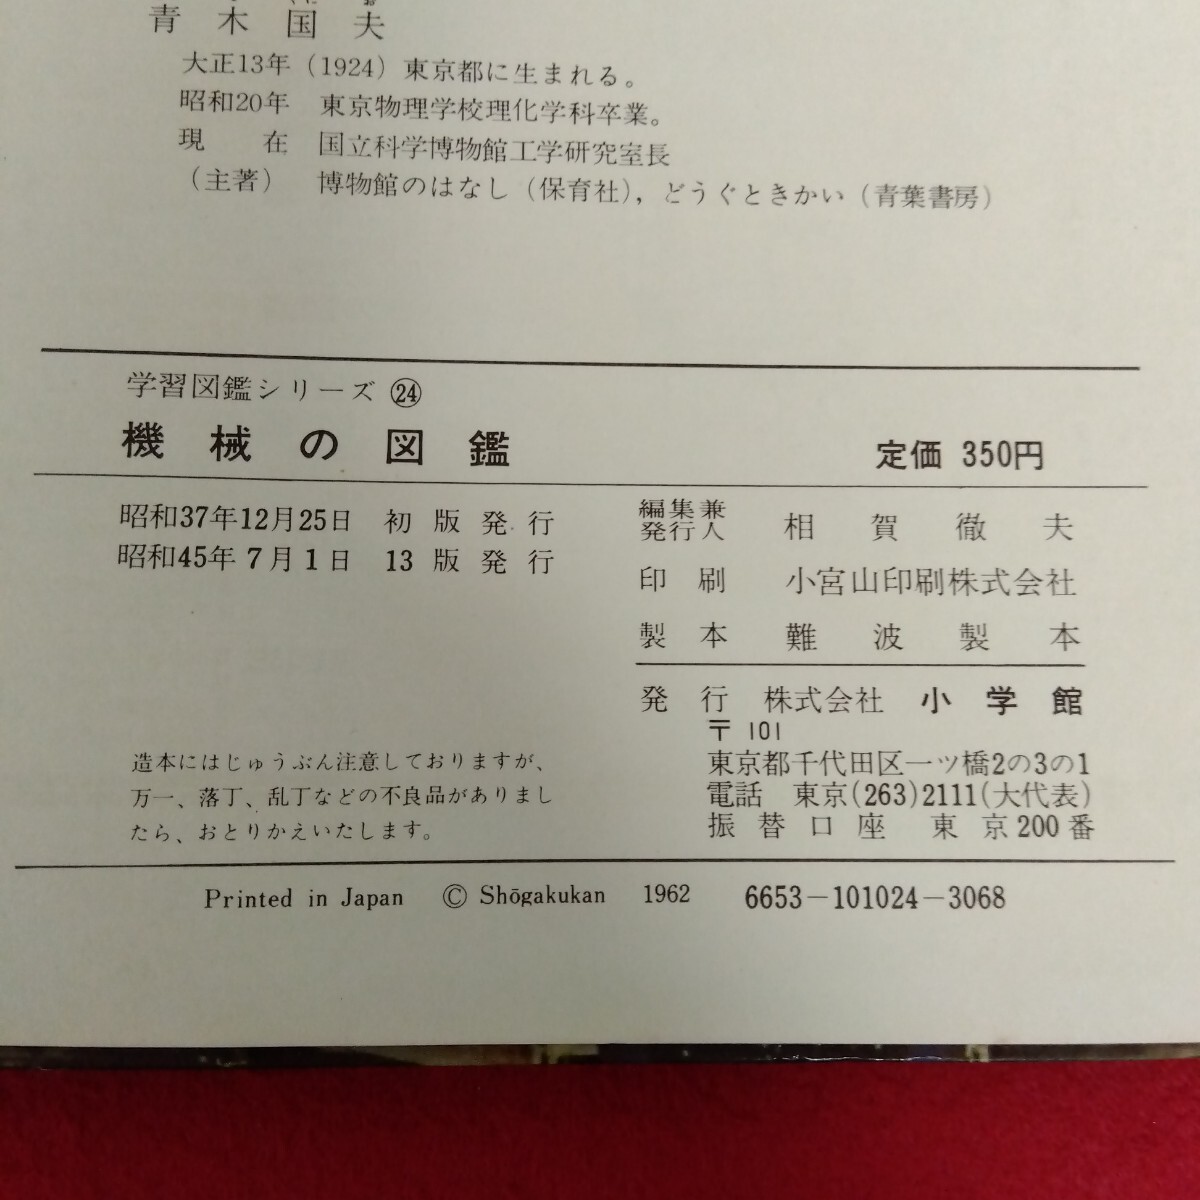 青木国夫
大正13年（1924）東京都に生まれる。
昭和20年　東京物理学校理化学科卒業。
現　在　国立科学博物館工学研究室長
（主著）　博物館のはなし（保育社），どうぐときかい（青葉書房）
学習図鑑シリーズ ㉔
機械の図鑑
定価 350円
昭和37年12月25日　初版発行
昭和45年7月1日　13版発行
編集兼
発行人　相賀徹夫
印刷　小宮山印刷株式会社
製本　難波製本
発行　株式会社 小学館
〒 101
東京都千代田区一ツ橋2の3の1
電話　東京(263)2111(大代表)
振替口座　東京200番
造本にはじゅうぶん注意しておりますが、
万一、落丁、乱丁などの不良品がありまし
たら、おとりかえいたします。
Printed in Japan　© Shōgakukan　1962　6653－101024－3068